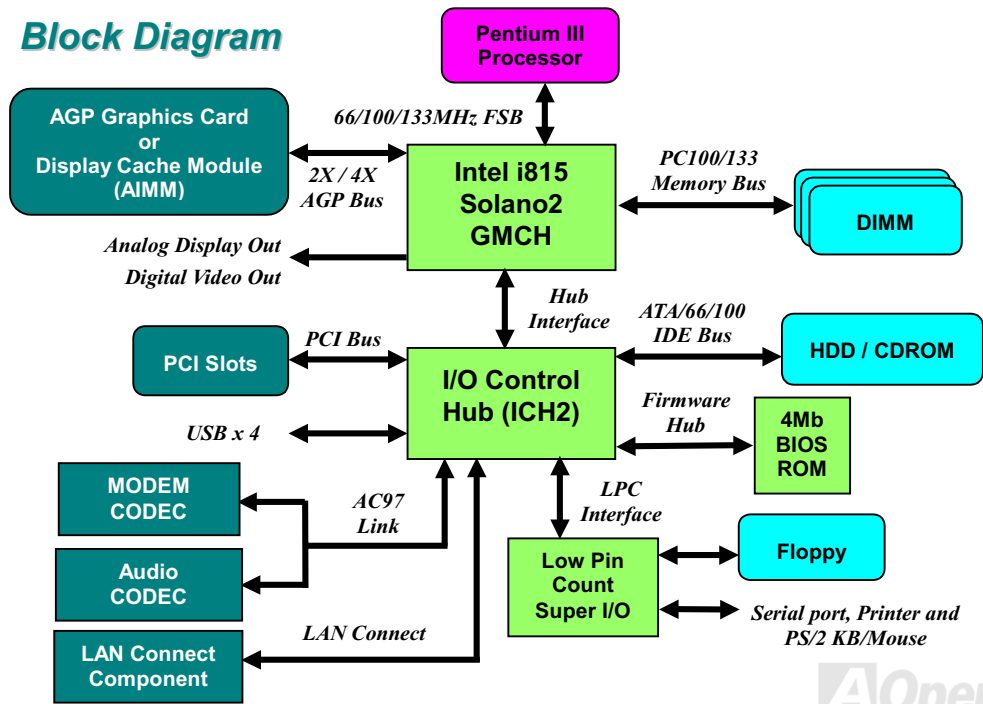 Block Diagram
Pentium III
Processor
66/100/133MHz FSB
AGP Graphics Card
or
Display Cache Module
(AIMM)
2X / 4X
AGP Bus
Intel i815
Solano2
GMCH
PC100/133
Memory Bus
DIMM
Analog Display Out
Digital Video Out
Hub
Interface
ATA/66/100
IDE Bus
HDD / CDROM
PCI Slots
PCI Bus
I/O Control
Hub (ICH2)
Firmware
Hub
4Mb
BIOS
ROM
USB x 4
MODEM
CODEC
AC97
Link
LPC
Interface
Audio
CODEC
Low Pin
Count
Super I/O
Floppy
Serial port, Printer and
PS/2 KB/Mouse
LAN Connect
LAN Connect
Component
AOpen